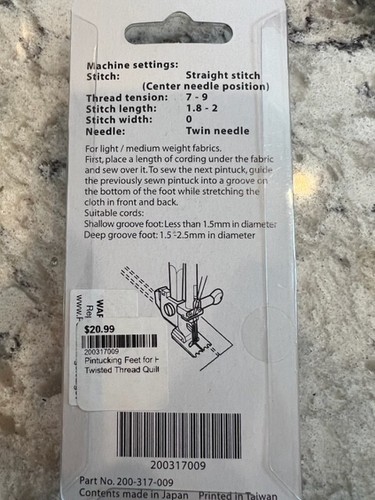 Machine settings:
Stitch: Straight stitch
(Center needle position)
Thread tension: 7 - 9
Stitch length: 1.8 - 2
Stitch width: 0
Needle: Twin needle
For light / medium weight fabrics.
First, place a length of cording under the fabric
and sew over it. To sew the next pintuck, guide
the previously sewn pintuck into a groove on
the bottom of the foot while stretching the
cloth in front and back.
Suitable cords:
Shallow groove foot: Less than 1.5mm in diameter
Deep groove foot: 1.5-2.5mm in diameter
$20.99
200317009
Pintucking Feet for
Twisted Thread Quilt
200317009
Part No. 200-317-009
Contents made in Japan Printed in Taiwan